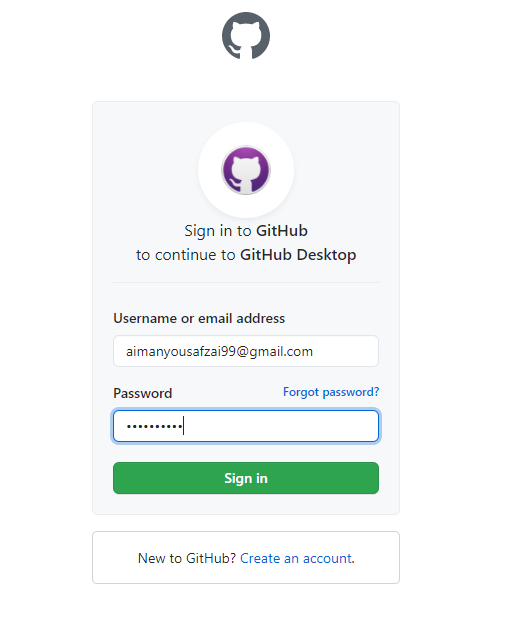 Sign in to GitHub
to continue to GitHub Desktop
Username or email address
aimanyousafzai99@gmail.com
Password Forgot password?
••••••••••
Sign in
New to GitHub? Create an account.